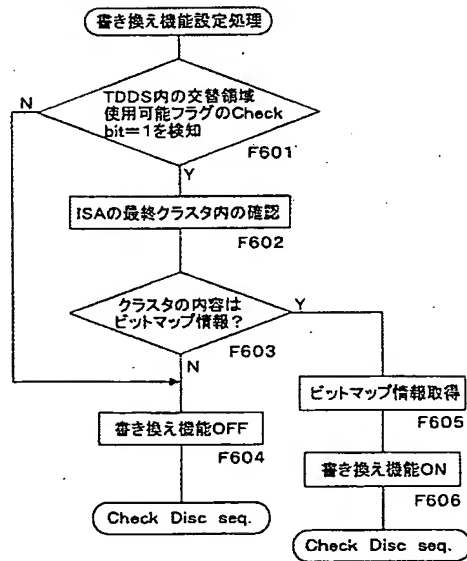 書き換え機能設定処理
N
TDDS内の交替領域
使用可能フラグのCheck
bit=1を検知
F601
Y
ISAの最終クラスタ内の確認
F602
クラスタの内容は
ビットマップ情報?
Y
F603
N
ビットマップ情報取得
F605
書き換え機能OFF
F604
書き換え機能ON
F606
Check Disc seq.
Check Disc seq.